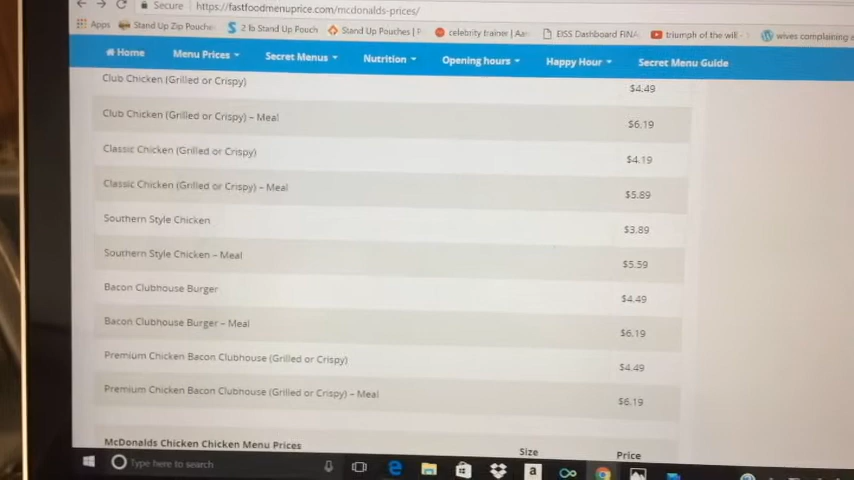 Secure https://fastfoodmenuprice.com/mcdonalds-prices/
Apps Stand Up Zip Pouche 2 lb Stand Up Pouch Stand Up Pouches | P celebrity trainer | Aar EISS Dashboard FINA triumph of the will - wives complaining a
Home Menu Prices Secret Menus Nutrition Opening hours Happy Hour Secret Menu Guide
Club Chicken (Grilled or Crispy) $4.49
Club Chicken (Grilled or Crispy) – Meal $6.19
Classic Chicken (Grilled or Crispy) $4.19
Classic Chicken (Grilled or Crispy) – Meal $5.89
Southern Style Chicken $3.89
Southern Style Chicken – Meal $5.59
Bacon Clubhouse Burger $4.49
Bacon Clubhouse Burger – Meal $6.19
Premium Chicken Bacon Clubhouse (Grilled or Crispy) $4.49
Premium Chicken Bacon Clubhouse (Grilled or Crispy) – Meal $6.19
McDonalds Chicken Chicken Menu Prices Size Price
Type here to search a